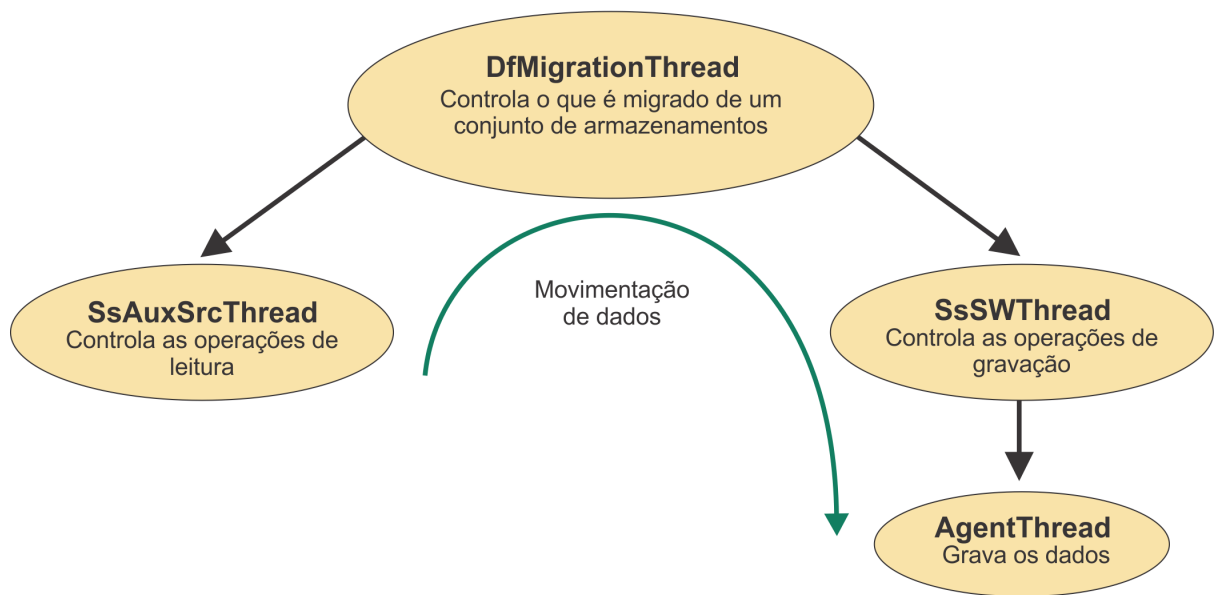 DfMigrationThread
Controla o que é migrado de um
conjunto de armazenamentos
SsAuxSrcThread
Controla as operações de
leitura
Movimentação
de dados
SsSWThread
Controla as operações de
gravação
AgentThread
Grava os dados